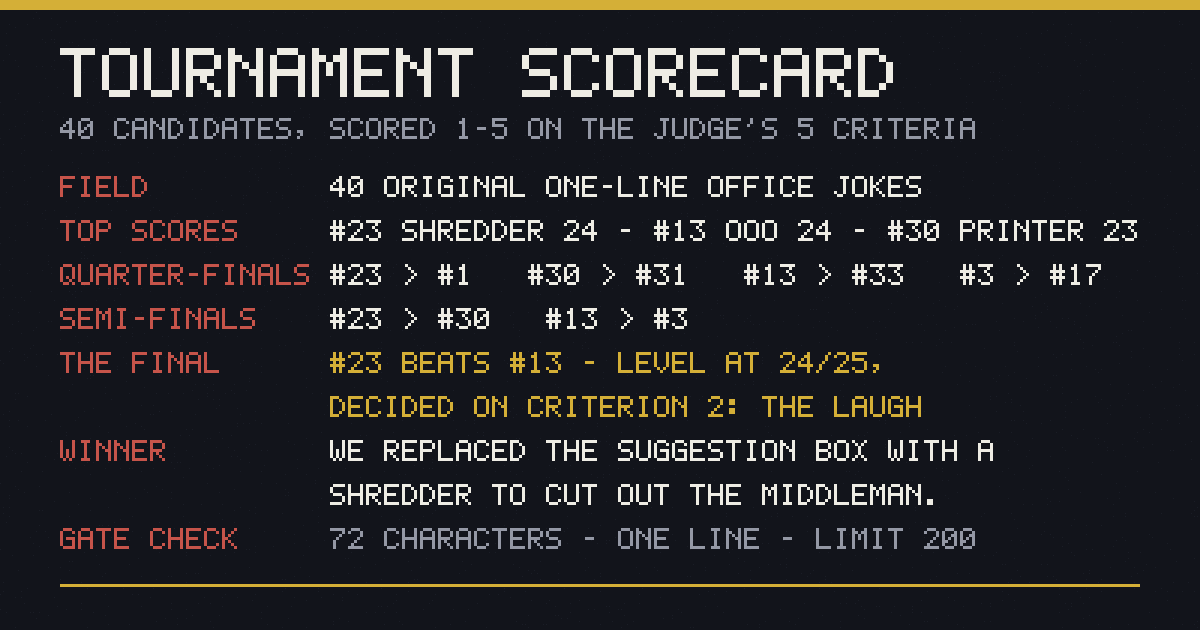 TOURNAMENT SCORECARD
40 CANDIDATES, SCORED 1-5 ON THE JUDGE'S 5 CRITERIA
FIELD 40 ORIGINAL ONE-LINE OFFICE JOKES
TOP SCORES #23 SHREDDER 24 - #13 OOO 24 - #30 PRINTER 23
QUARTER-FINALS #23 > #1 #30 > #31 #13 > #33 #3 > #17
SEMI-FINALS #23 > #30 #13 > #3
THE FINAL #23 BEATS #13 - LEVEL AT 24/25,
DECIDED ON CRITERION 2: THE LAUGH
WINNER WE REPLACED THE SUGGESTION BOX WITH A
SHREDDER TO CUT OUT THE MIDDLEMAN.
GATE CHECK 72 CHARACTERS - ONE LINE - LIMIT 200